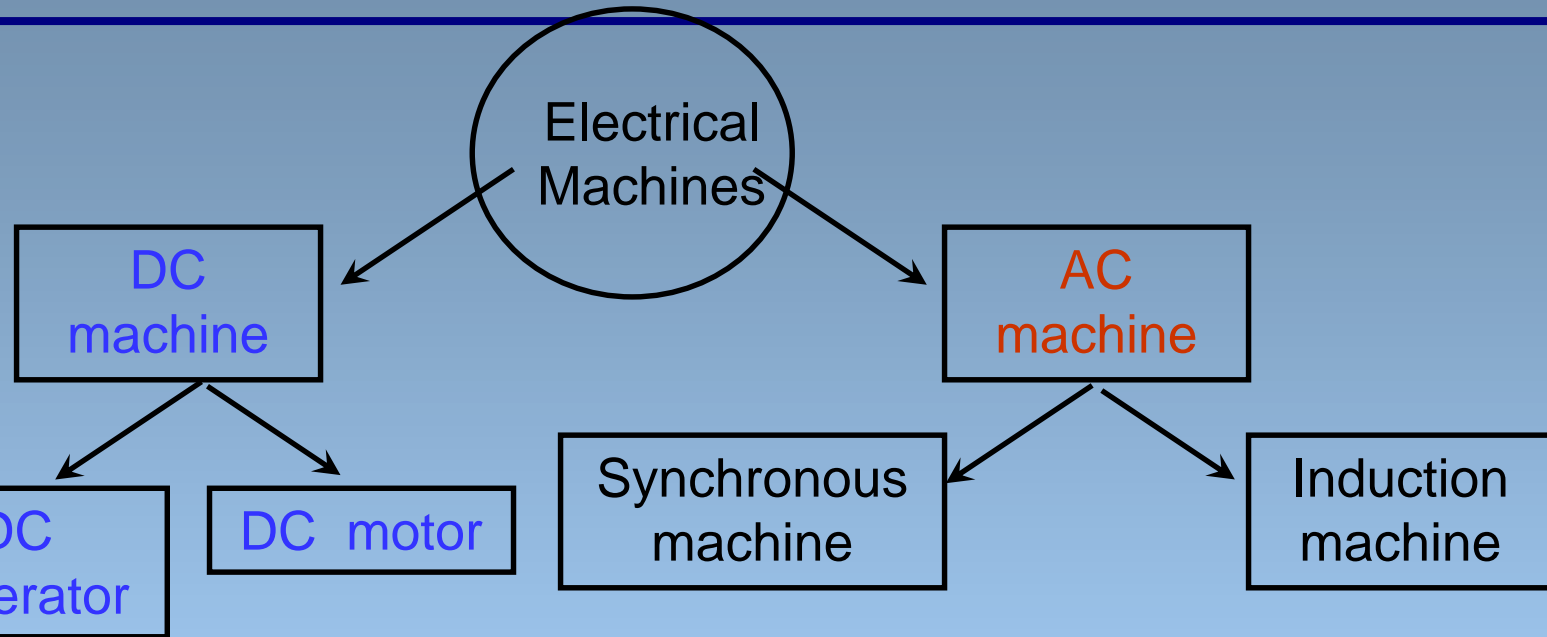 Electrical
Machines
DC
machine
AC
machine
Synchronous
machine
Induction
machine
DC motor